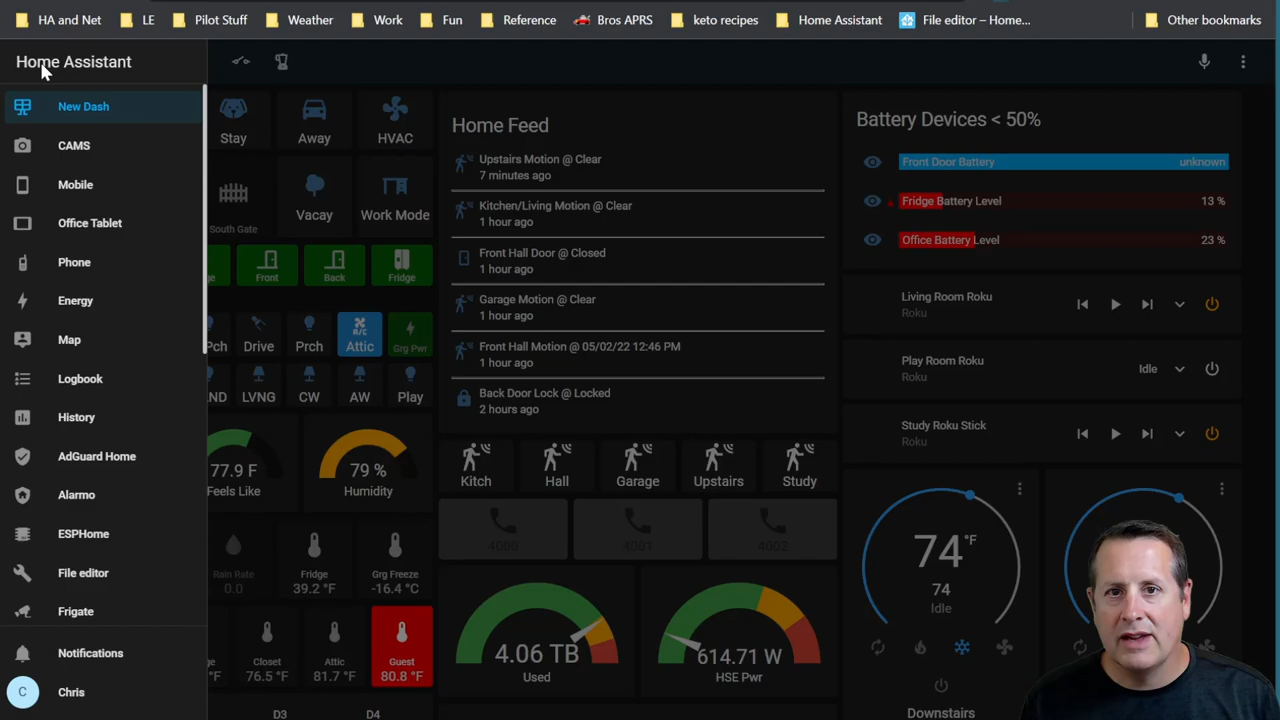 HA and Net
LE
Pilot Stuff
Weather
Work
Fun
Reference
Bros APRS
keto recipes
Home Assistant
File editor – Home...
Other bookmarks
Home Assistant
New Dash
CAMS
Mobile
Office Tablet
Phone
Energy
Map
Logbook
History
AdGuard Home
Alarmo
ESPHome
File editor
Frigate
Notifications
C
Chris
Stay
Away
HVAC
South Gate
Vacay
Work Mode
ge
Front
Back
Fridge
Pch
Drive
Prch
A/C
Attic
Grg Pwr
ND
LVNG
CW
AW
Play
77.9 F
Feels Like
79 %
Humidity
Rain Rate
0.0
Fridge
39.2 °F
Grg Freeze
-16.4 °C
ge
°F
Closet
76.5 °F
Attic
81.7 °F
Guest
80.8 °F
D3
D4
Home Feed
Upstairs Motion @ Clear
7 minutes ago
Kitchen/Living Motion @ Clear
1 hour ago
Front Hall Door @ Closed
1 hour ago
Garage Motion @ Clear
1 hour ago
Front Hall Motion @ 05/02/22 12:46 PM
1 hour ago
Back Door Lock @ Locked
2 hours ago
Kitch
Hall
Garage
Upstairs
Study
4000
4001
4002
4.06 TB
Used
614.71 W
HSE Pwr
Battery Devices < 50%
Front Door Battery
unknown
Fridge Battery Level
13 %
Office Battery Level
23 %
Living Room Roku
Roku
Play Room Roku
Roku
Idle
Study Roku Stick
Roku
74 °F
74
Idle
Downstairs